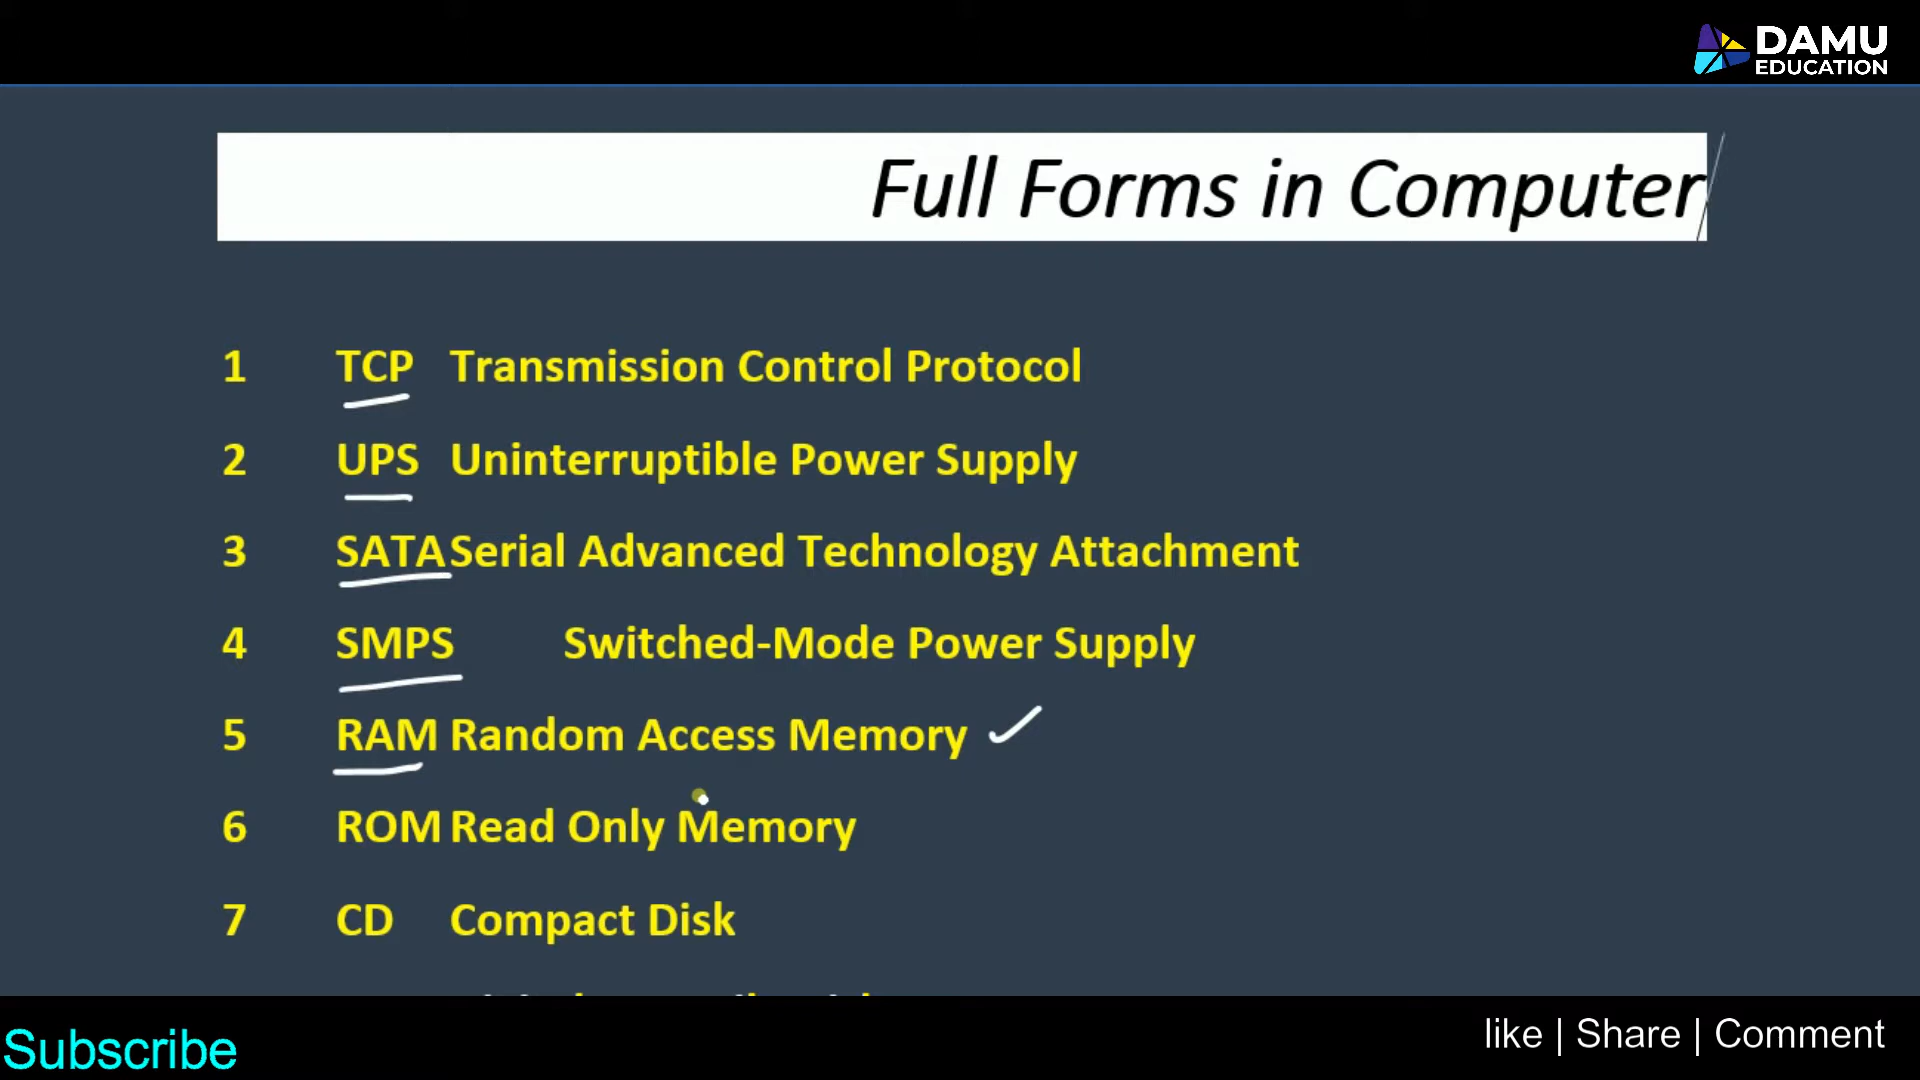 DAMU
EDUCATION
Full Forms in Computer
1 TCP Transmission Control Protocol
2 UPS Uninterruptible Power Supply
3 SATA Serial Advanced Technology Attachment
4 SMPS Switched-Mode Power Supply
5 RAM Random Access Memory
6 ROM Read Only Memory
7 CD Compact Disk
Subscribe
like | Share | Comment